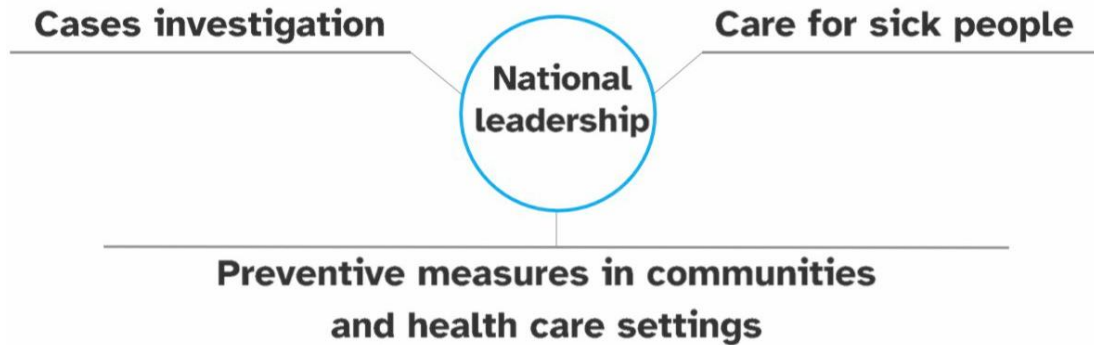 Cases investigation
Care for sick people
National
leadership
Preventive measures in communities
and health care settings